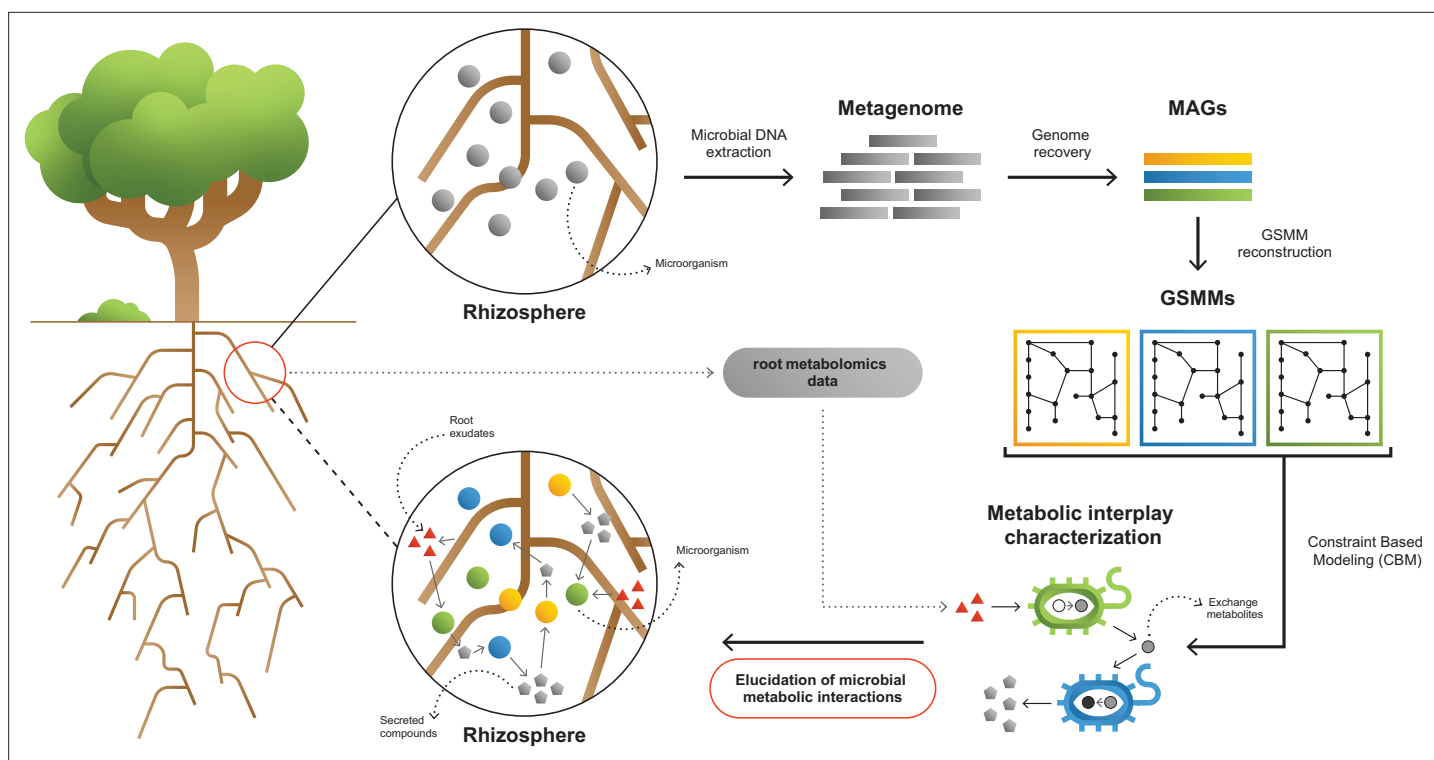 Metagenome
MAGs
Microbial DNA
extraction
Genome
recovery
Microorganism
GSMM
reconstruction
Rhizosphere
GSMMs
root metabolomics
data
Root
exudates
Metabolic interplay
characterization
Microorganism
Constraint Based
Modeling (CBM)
Exchange
metabolites
Elucidation of microbial
metabolic interactions
Secreted
compounds
Rhizosphere